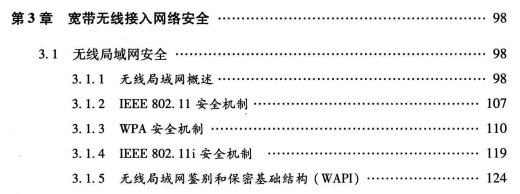 第3章 宽带无线接入网络安全 …………………………………… 98
3.1 无线局域网安全 ………………………………………… 98
3.1.1 无线局域网概述 …………………………………… 98
3.1.2 IEEE 802.11 安全机制 …………………………… 107
3.1.3 WPA 安全机制 …………………………………… 110
3.1.4 IEEE 802.11i 安全机制 ………………………… 119
3.1.5 无线局域网鉴别和保密基础结构(WAPI) ……………… 124